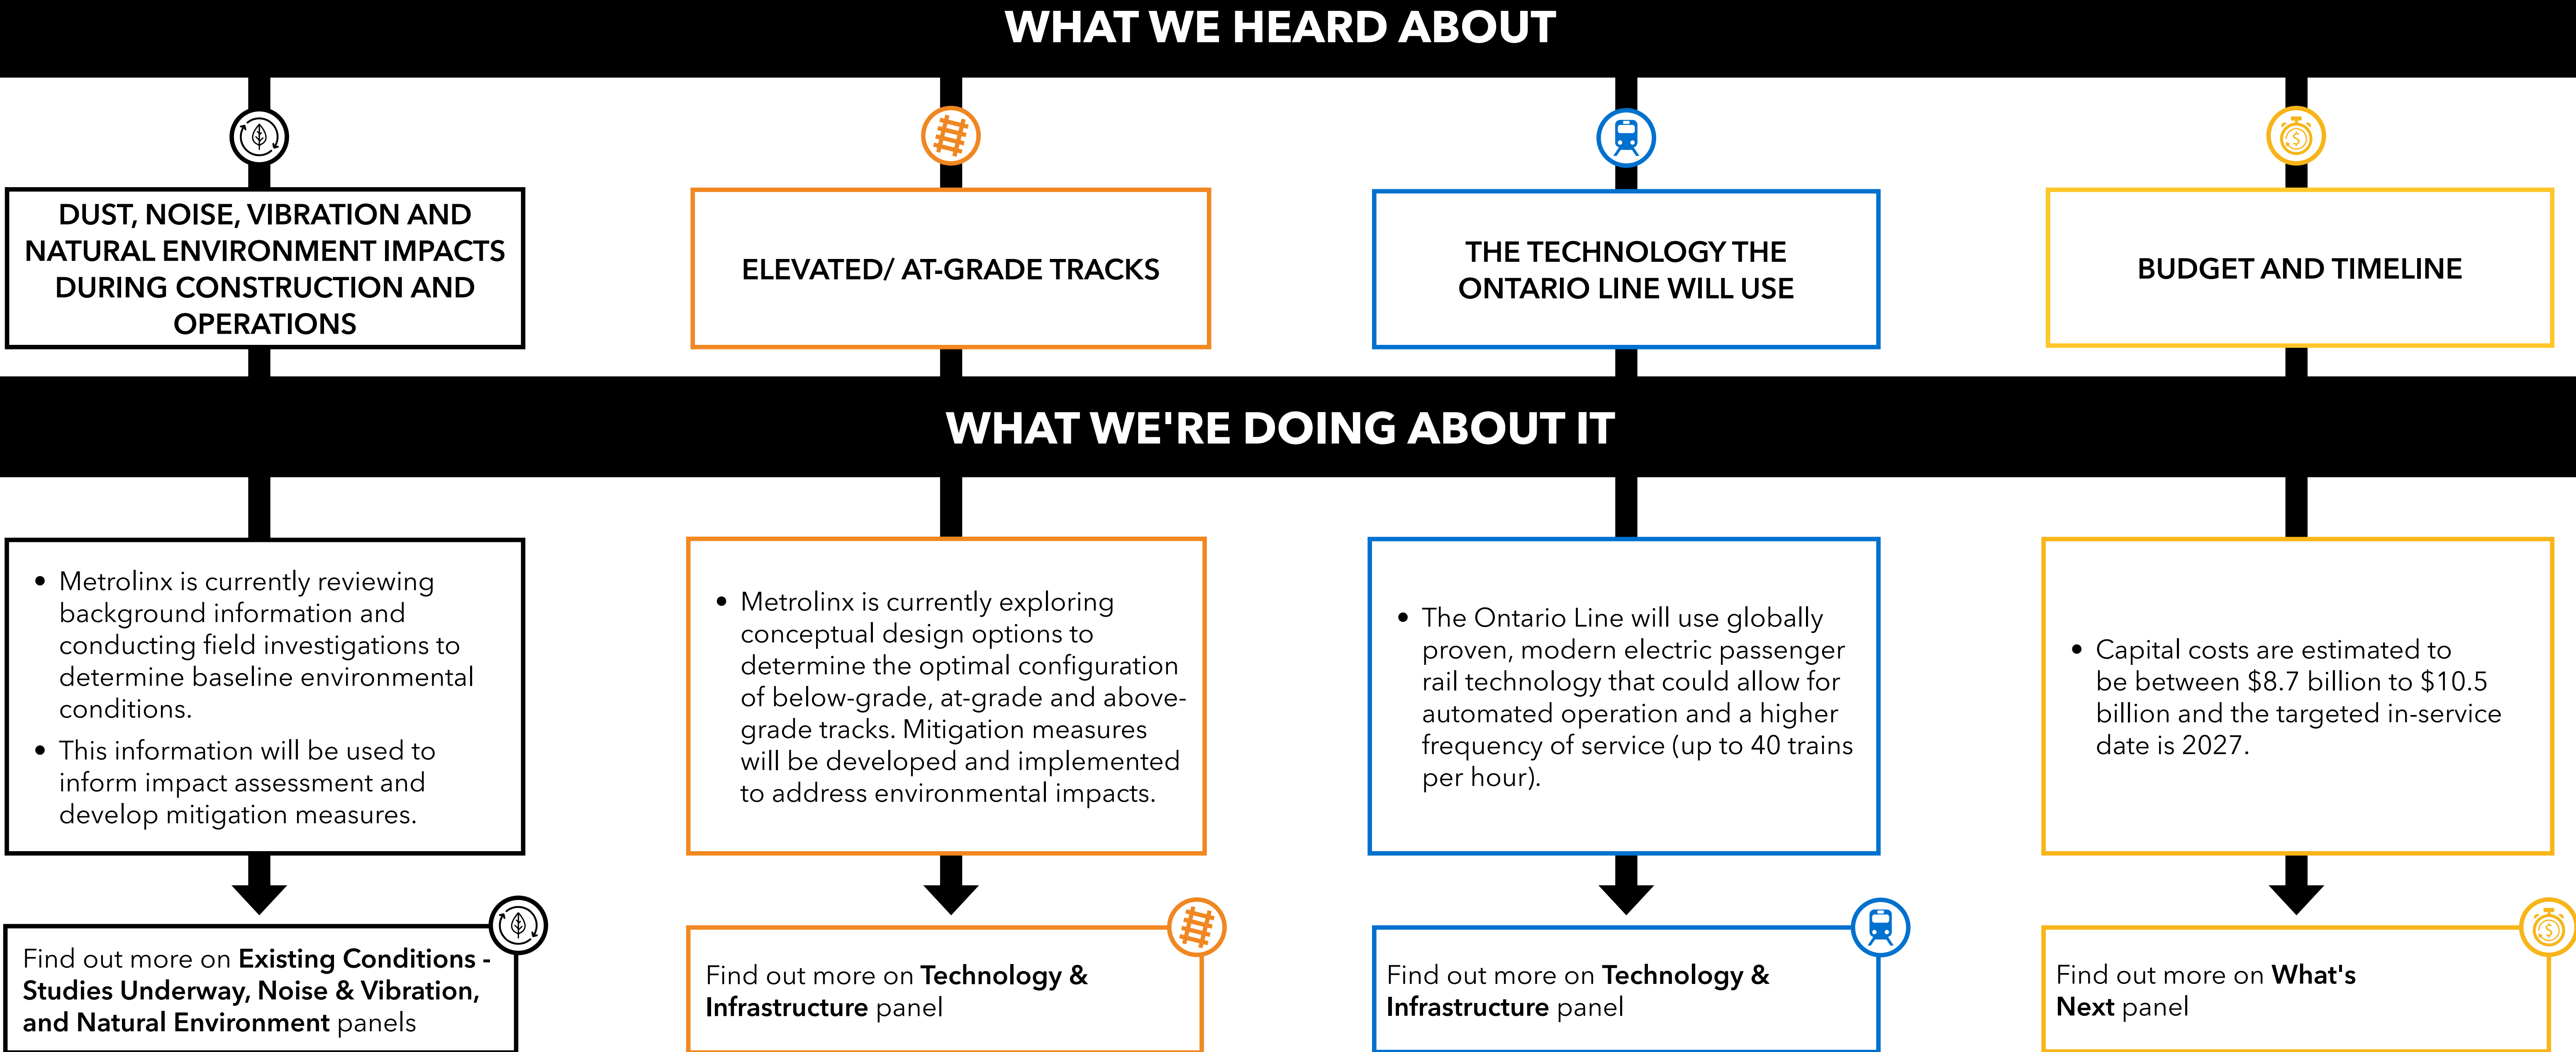 WHAT WE HEARD ABOUT
DUST, NOISE, VIBRATION AND
NATURAL ENVIRONMENT IMPACTS
DURING CONSTRUCTION AND
OPERATIONS
ELEVATED/ AT-GRADE TRACKS
THE TECHNOLOGY THE
ONTARIO LINE WILL USE
BUDGET AND TIMELINE
WHAT WE'RE DOING ABOUT IT
• Metrolinx is currently reviewing
background information and
conducting field investigations to
determine baseline environmental
conditions.
• This information will be used to
inform impact assessment and
develop mitigation measures.
• Metrolinx is currently exploring
conceptual design options to
determine the optimal configuration
of below-grade, at-grade and above-
grade tracks. Mitigation measures
will be developed and implemented
to address environmental impacts.
• The Ontario Line will use globally
proven, modern electric passenger
rail technology that could allow for
automated operation and a higher
frequency of service (up to 40 trains
per hour).
• Capital costs are estimated to
be between $8.7 billion to $10.5
billion and the targeted in-service
date is 2027.
Find out more on Existing Conditions -
Studies Underway, Noise & Vibration,
and Natural Environment panels
Find out more on Technology &
Infrastructure panel
Find out more on Technology &
Infrastructure panel
Find out more on What's
Next panel